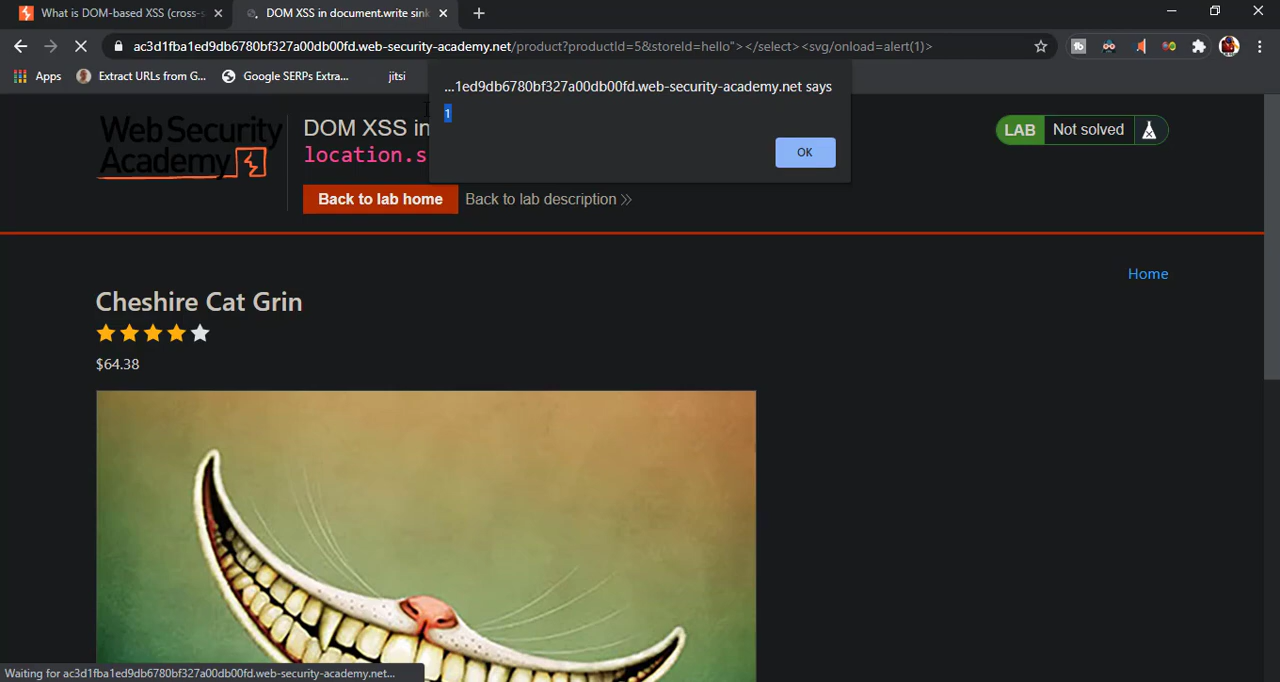 What is DOM-based XSS (cross-s
DOM XSS in document.write sink
ac3d1fba1ed9db6780bf327a00db00fd.web-security-academy.net/product?productId=5&storeId=hello"></select><svg/onload=alert(1)>
Apps
Extract URLs from G...
Google SERPs Extra...
jitsi
...1ed9db6780bf327a00db00fd.web-security-academy.net says
1
OK
WebSecurity
Academy
DOM XSS in
location.s
LAB Not solved
Back to lab home
Back to lab description
Home
Cheshire Cat Grin
$64.38
Waiting for ac3d1fba1ed9db6780bf327a00db00fd.web-security-academy.net...